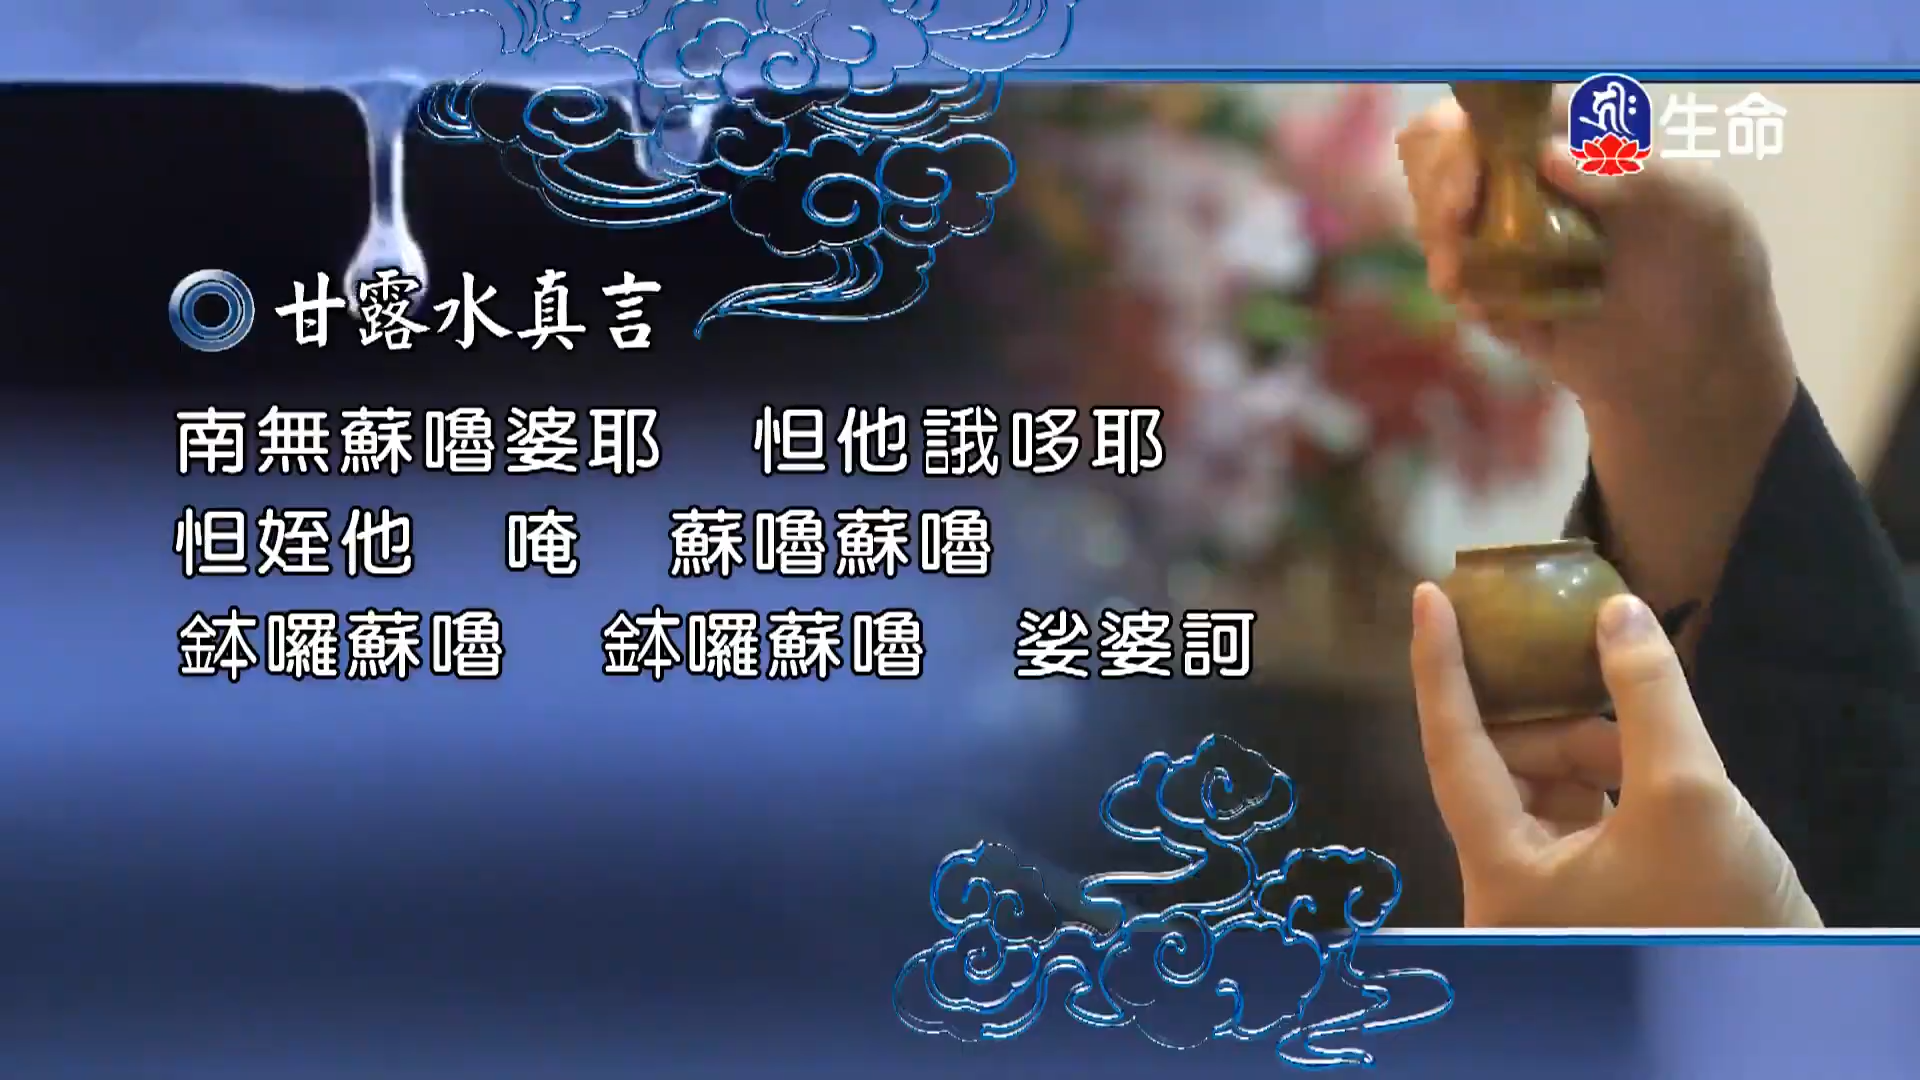 生命
甘露水真言
南無蘇嚕婆耶　怛他誐哆耶
怛姪他　唵　蘇嚕蘇嚕
鉢囉蘇嚕　鉢囉蘇嚕　娑婆訶